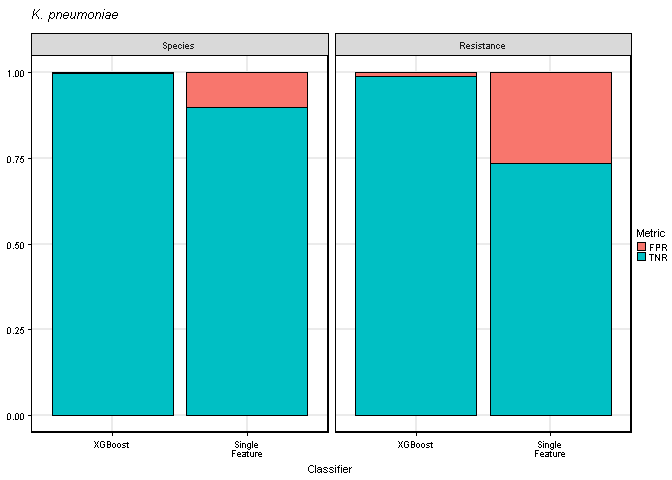 K. pneumoniae
Species
Resistance
1.00
0.75
0.50
0.25
0.00
XGBoost
Single
Feature
XGBoost
Single
Feature
Classifier
Metric
FPR
TNR